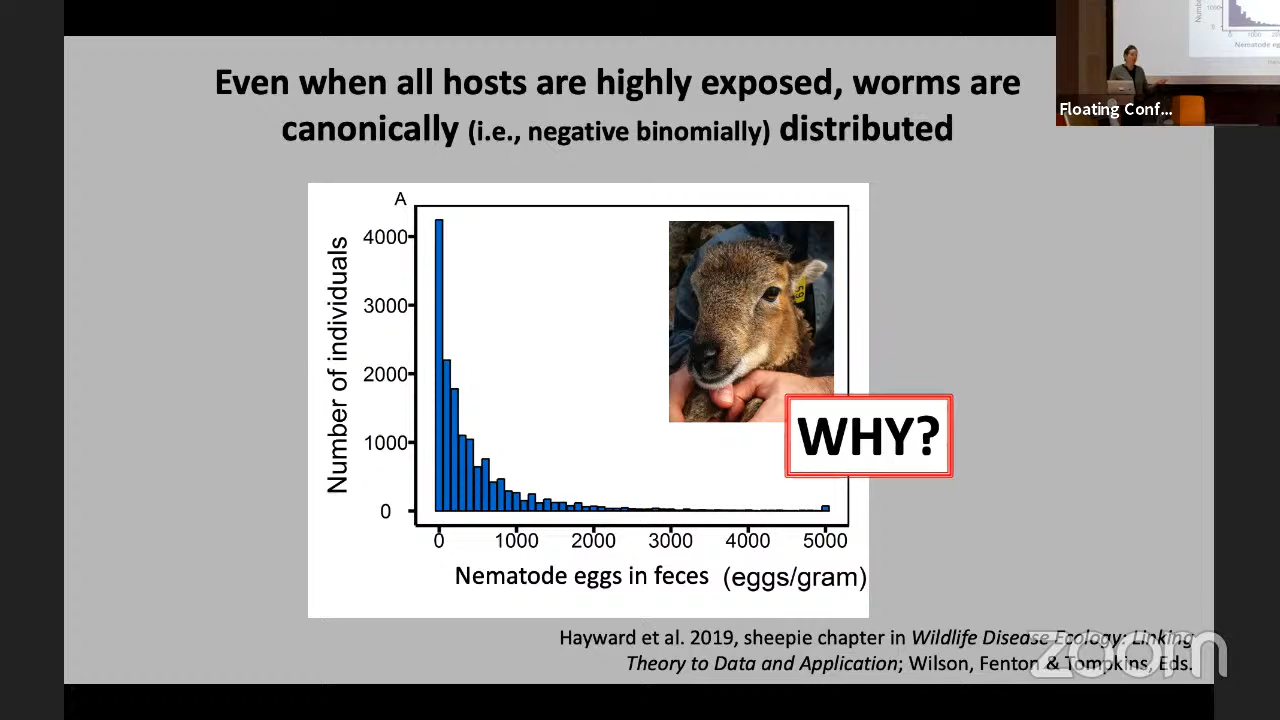 Even when all hosts are highly exposed, worms are
canonically (i.e., negative binomially) distributed
Floating Conf...
A
Number of individuals
4000
3000
2000
1000
0
0 1000 2000 3000 4000 5000
Nematode eggs in feces (eggs/gram)
65
WHY?
Hayward et al. 2019, sheepie chapter in Wildlife Disease Ecology: Linking
Theory to Data and Application; Wilson, Fenton & Tompkins, Eds.
zoom